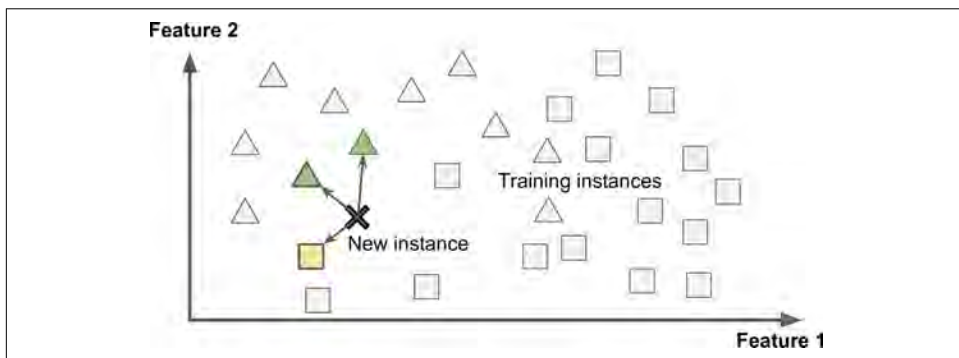 Feature 2
Training instances
New instance
Feature 1